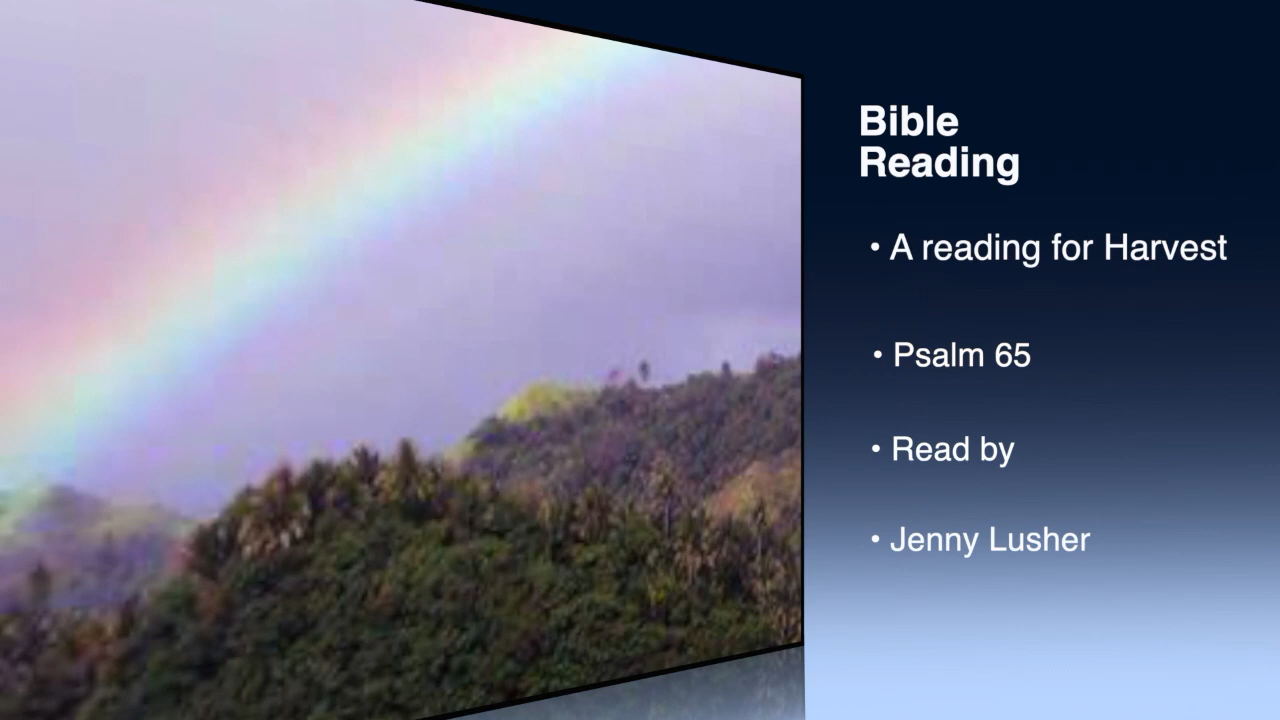 Bible
Reading
• A reading for Harvest
• Psalm 65
• Read by
• Jenny Lusher